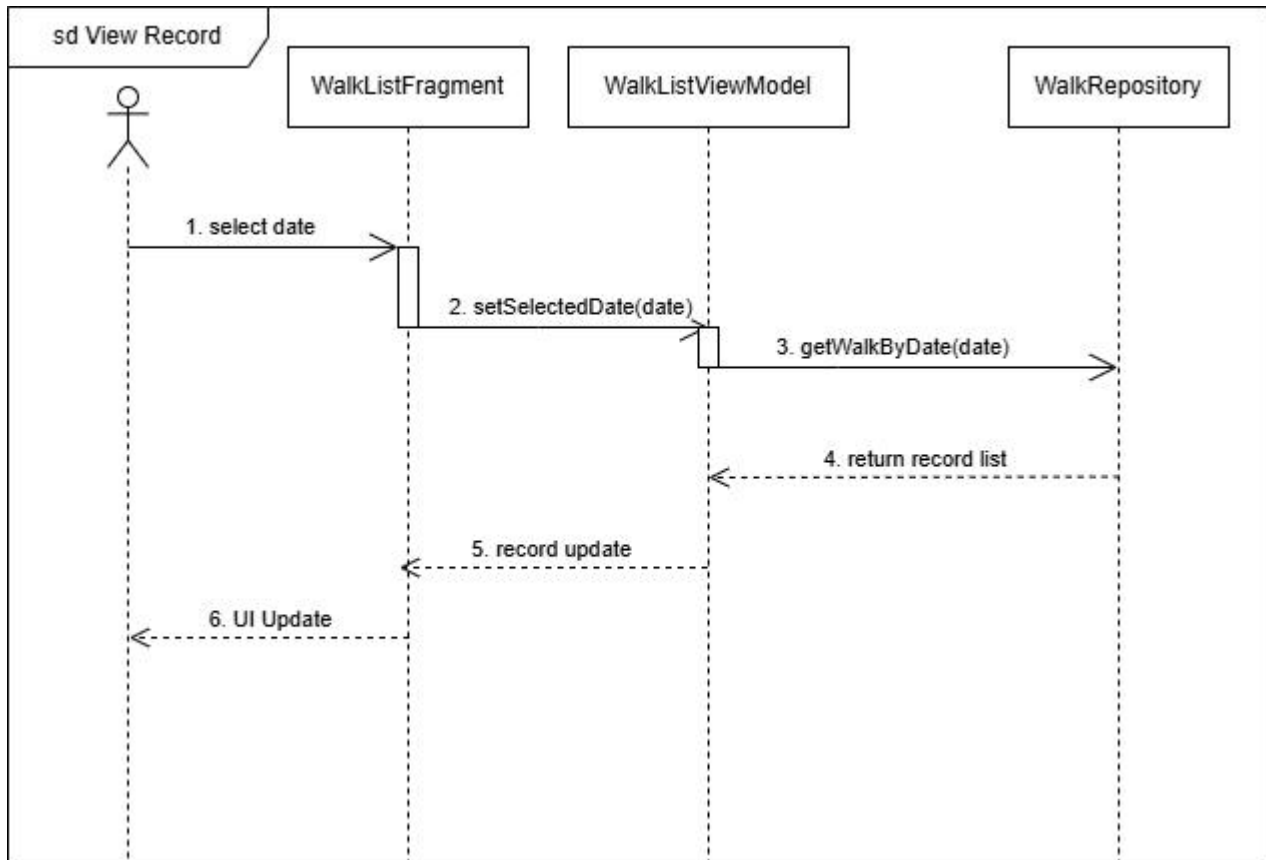 sd View Record
WalkListFragment
WalkListViewModel
WalkRepository
1. select date
2. setSelectedDate(date)
3. getWalkByDate(date)
4. return record list
5. record update
6. UI Update